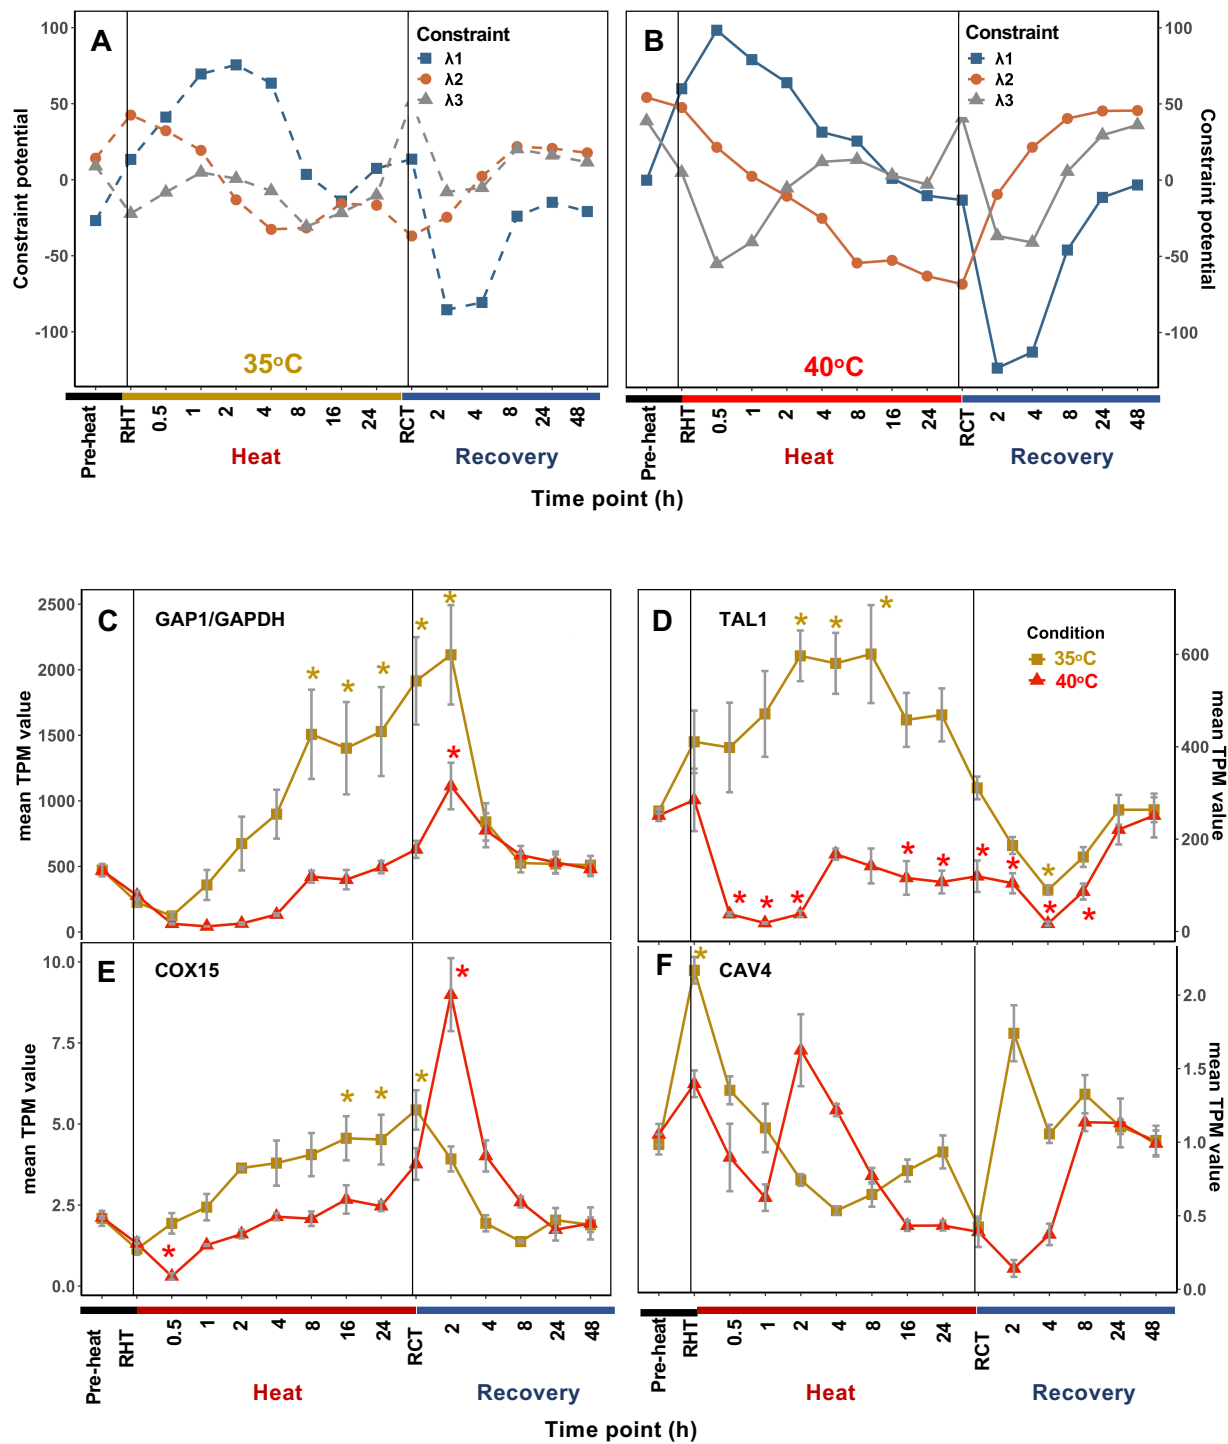 A
Constraint
λ1
λ2
λ3
100
50
0
-50
-100
Constraint potential
35°C
B
Constraint
λ1
λ2
λ3
100
50
0
-50
-100
Constraint potential
40°C
Pre-heat RHT 0.5 1 2 4 8 16 24 RCT 2 4 8 24 48
Heat Recovery
Pre-heat RHT 0.5 1 2 4 8 16 24 RCT 2 4 8 24 48
Heat Recovery
Time point (h)
C GAP1/GAPDH
2500
2000
1500
1000
500
0
mean TPM value
* * * * * *
D TAL1
Condition
35°C
40°C
600
400
200
0
mean TPM value
* * *
* * * * * * * * * *
E COX15
10.0
7.5
5.0
2.5
0.0
mean TPM value
* * * * *
F CAV4
*
2.0
1.5
1.0
0.5
0.0
mean TPM value
Pre-heat RHT 0.5 1 2 4 8 16 24 RCT 2 4 8 24 48
Heat Recovery
Pre-heat RHT 0.5 1 2 4 8 16 24 RCT 2 4 8 24 48
Heat Recovery
Time point (h)